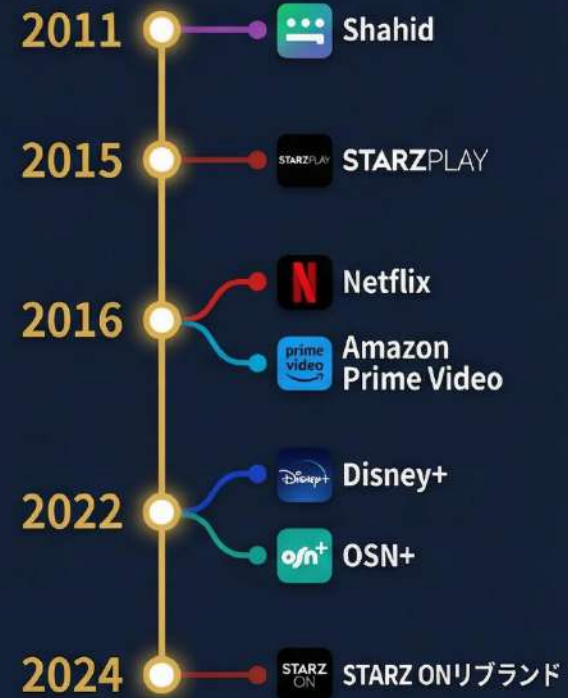 2011
Shahid
2015
STARZPLAY
STARZPLAY
2016
N
Netflix
prime
video
Amazon
Prime Video
2022
Disney+
Disney+
osn+
OSN+
2024
STARZ
ON
STARZ ONリブランド